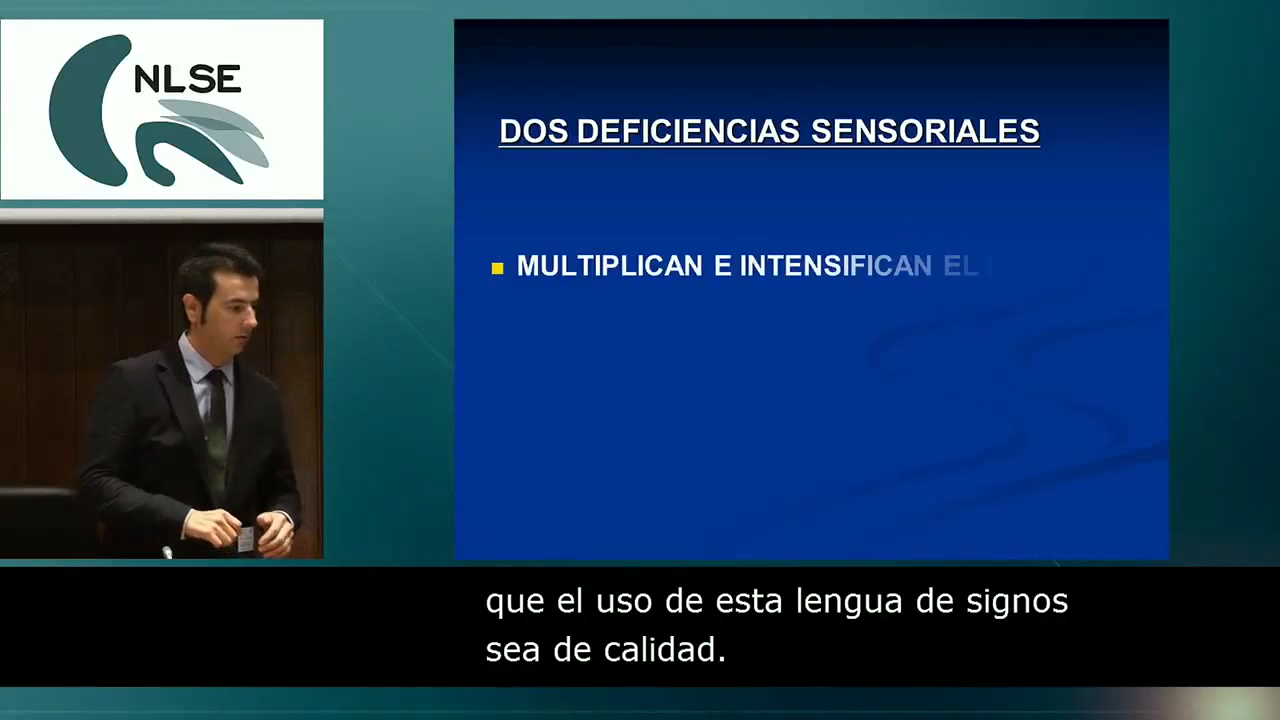 NLSE
DOS DEFICIENCIAS SENSORIALES
MULTIPLICAN E INTENSIFICAN EL
que el uso de esta lengua de signos
sea de calidad.